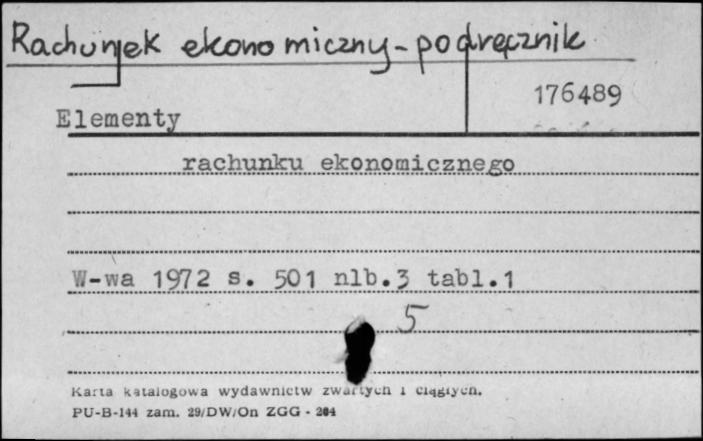 Rachunek ekonomiczny - podręcznik
176489
Elementy
rachunku ekonomicznego
W-wa 1972 s. 501 nlb.3 tabl.1
5
Karta katalogowa wydawnictw zwartych i ciągłych.
PU-B-144 zam. 29/DW/On ZGG - 204